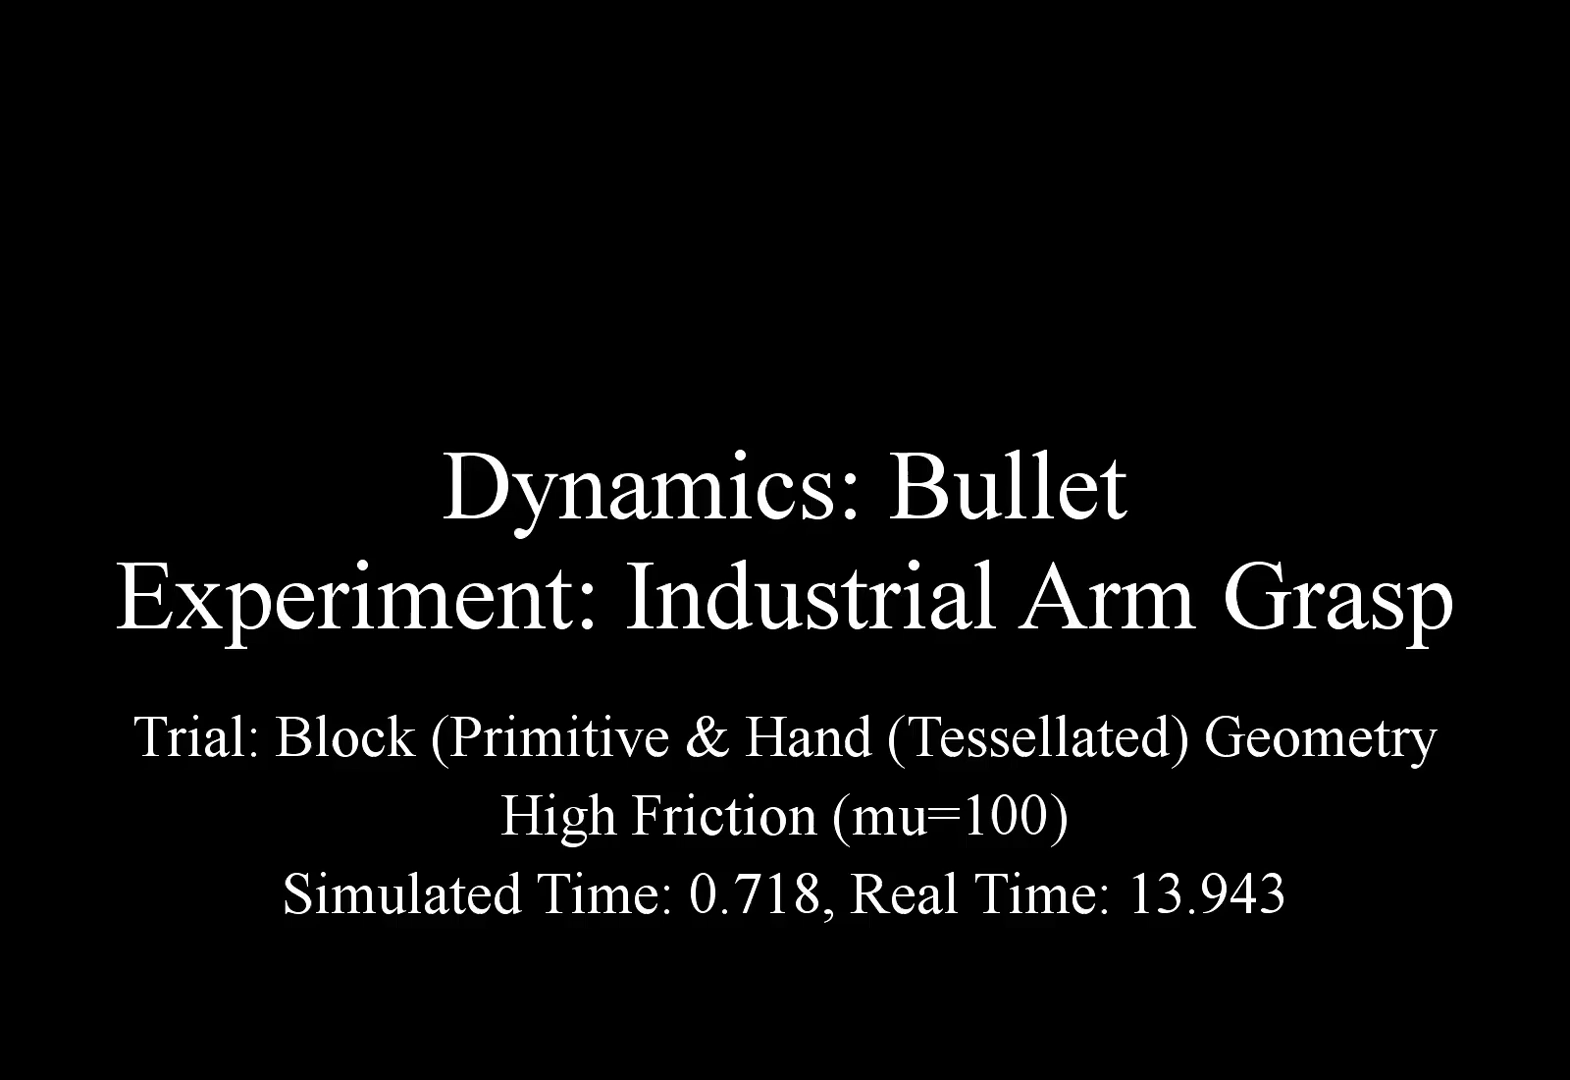 Dynamics: Bullet
Experiment: Industrial Arm Grasp
Trial: Block (Primitive & Hand (Tessellated) Geometry
High Friction (mu=100)
Simulated Time: 0.718, Real Time: 13.943